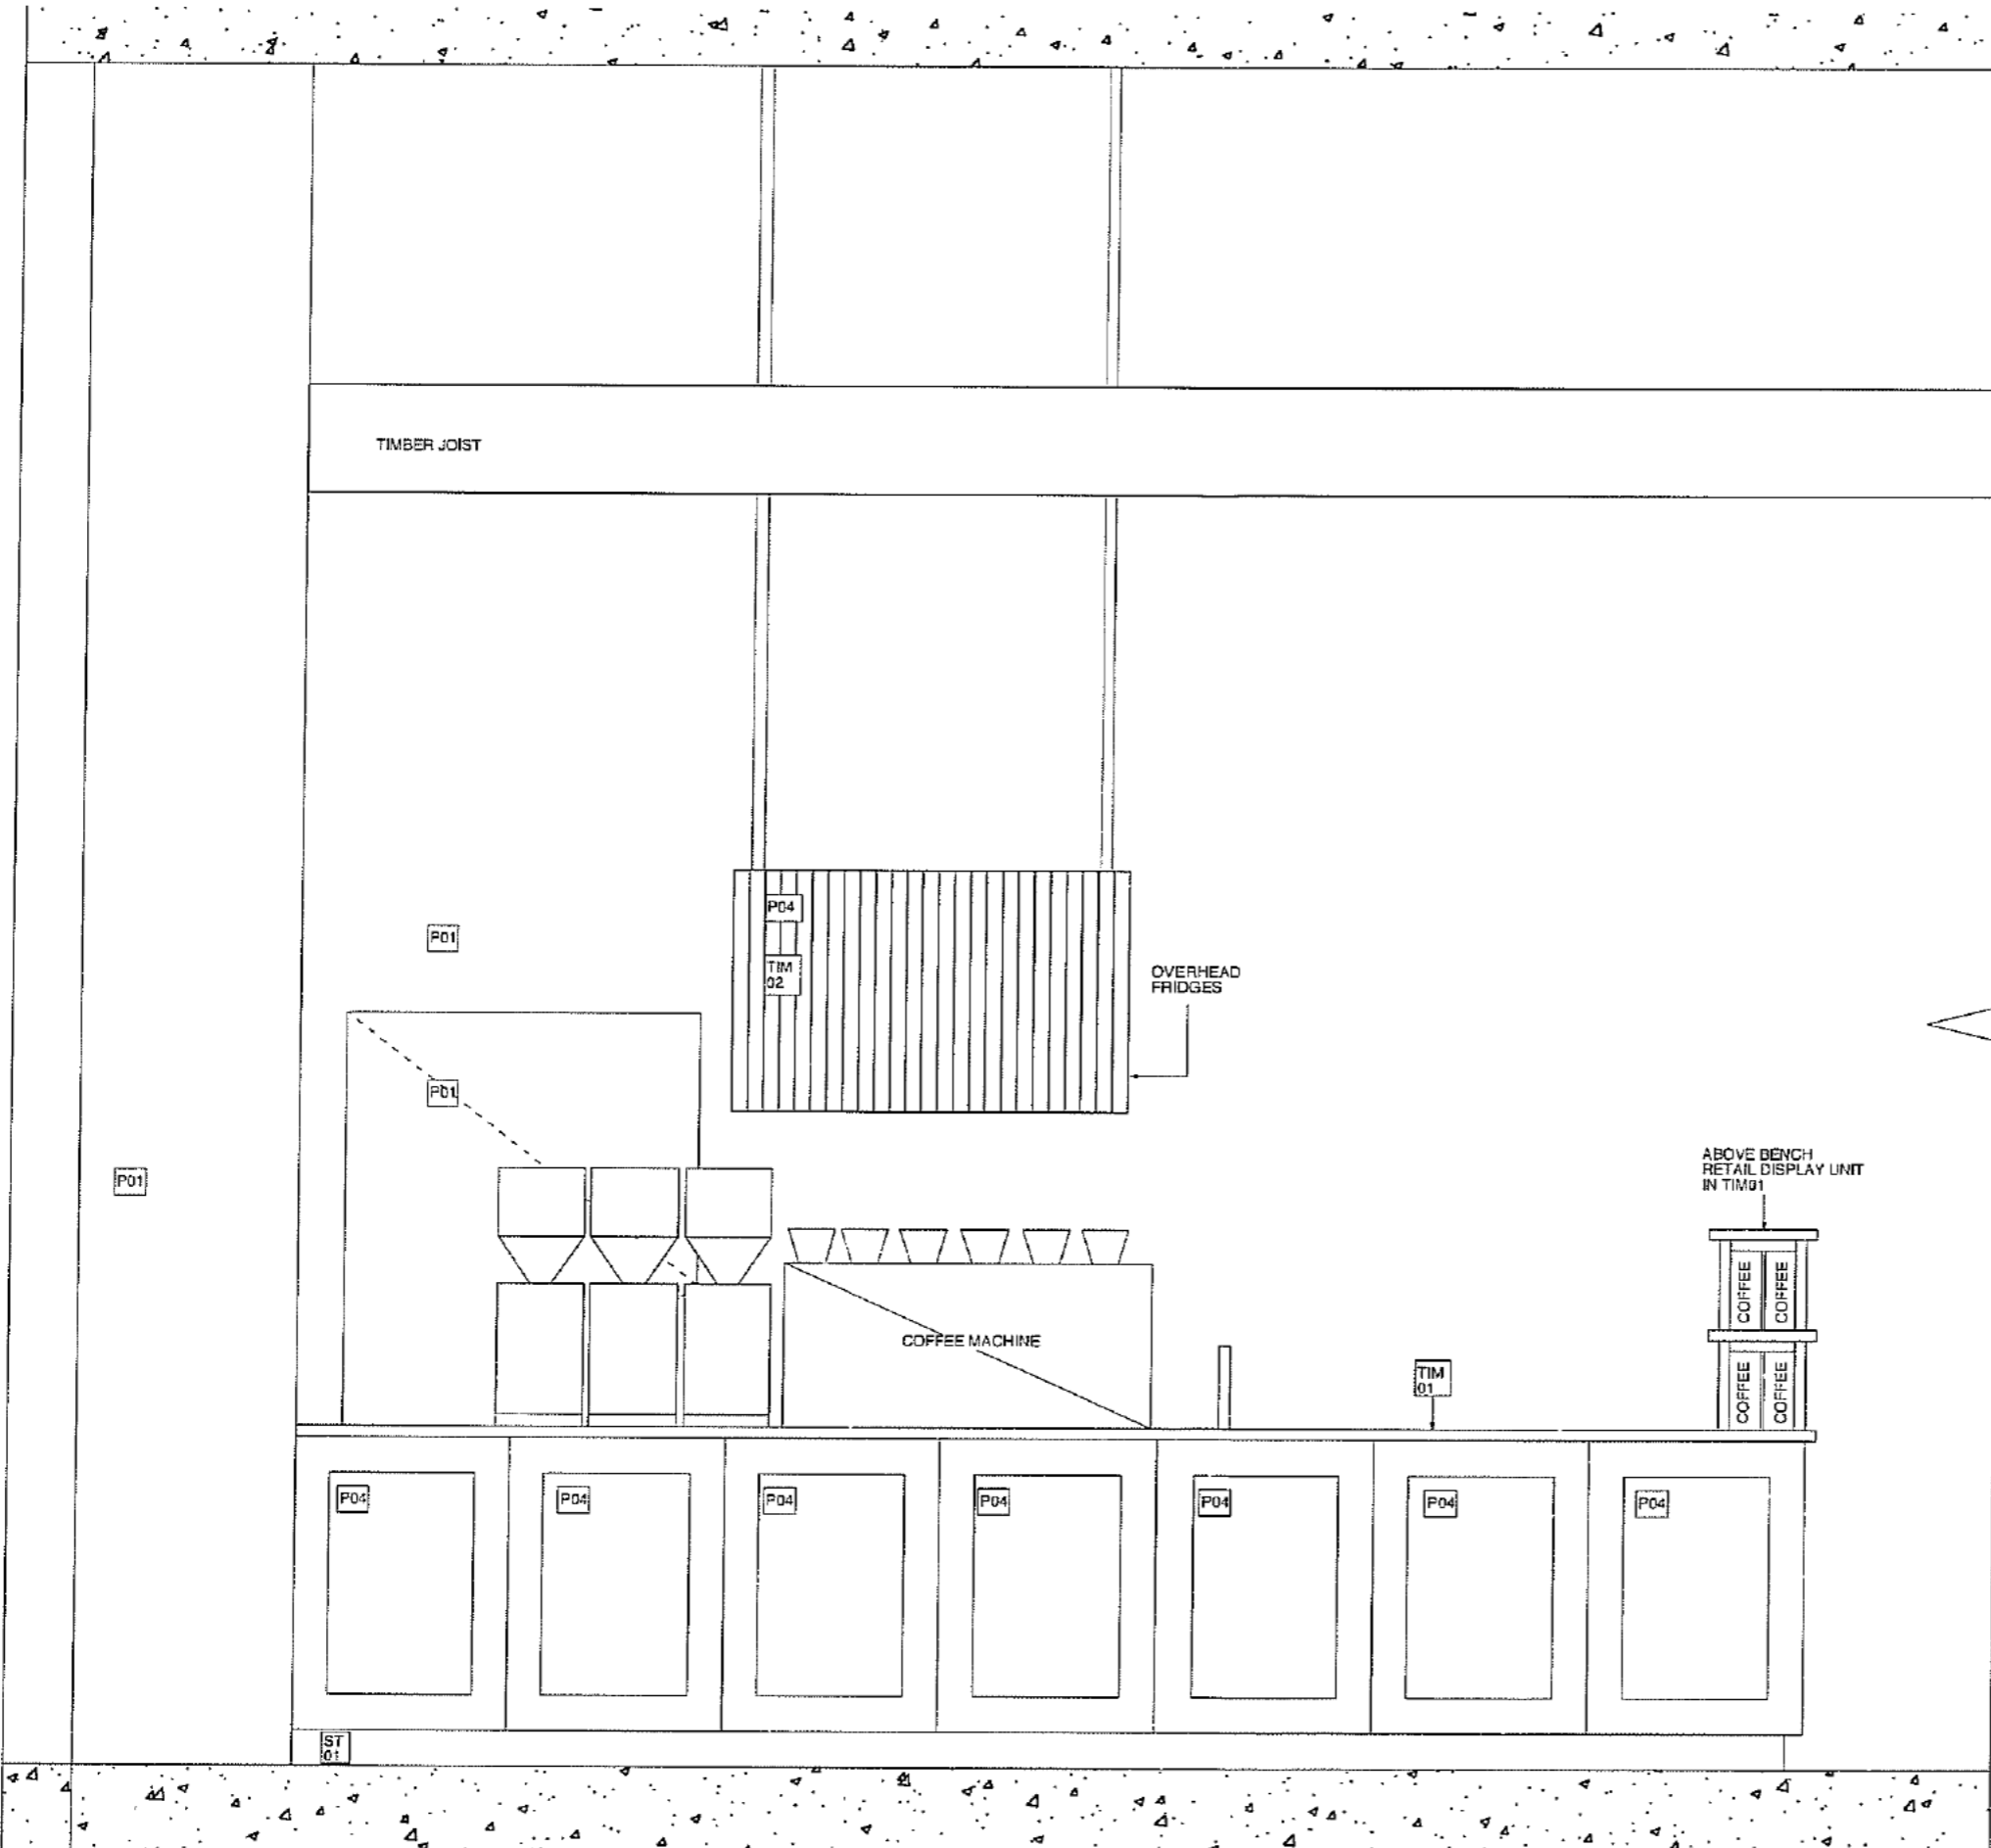 TIMBER JOIST
P04
P01
TIM
02
OVERHEAD
FRIDGES
P01
ABOVE BENCH
RETAIL DISPLAY UNIT
IN TIM01
P01
COFFEE
COFFEE
COFFEE MACHINE
TIM
01
COFFEE
COFFEE
P04
P04
P04
P04
P04
P04
P04
ST
01